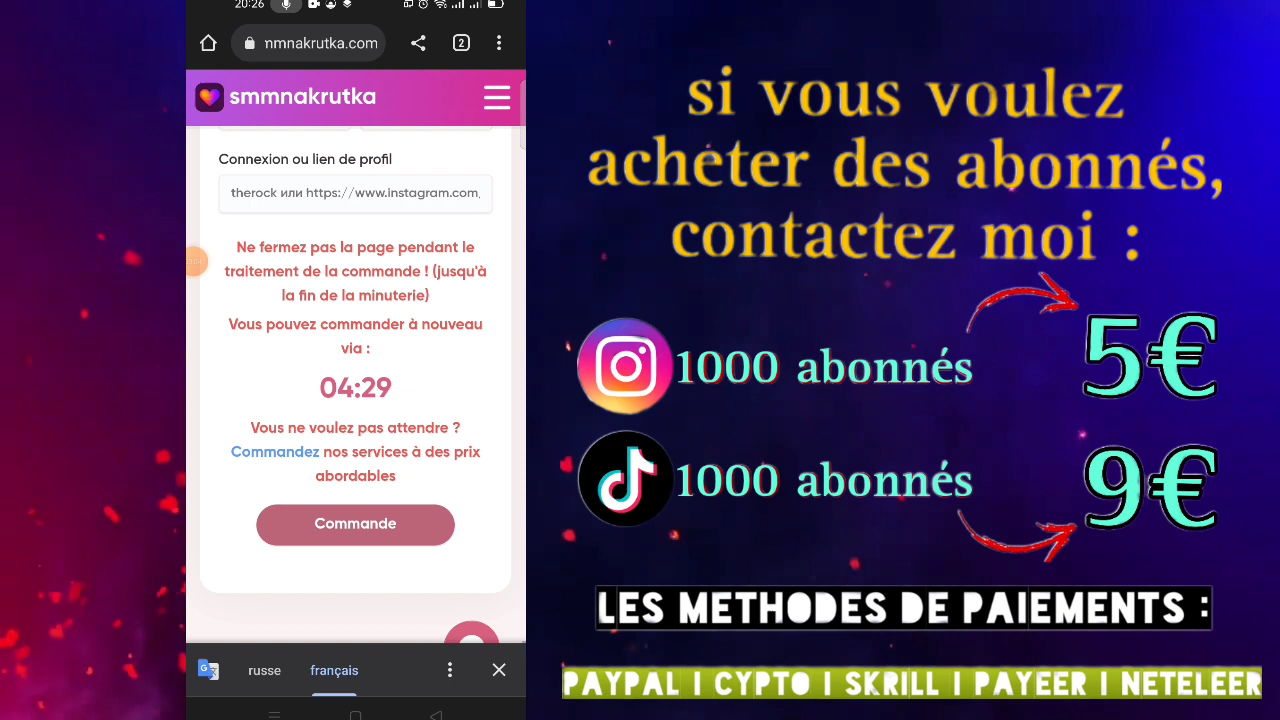 20:26
nmnakrutka.com
2
smmnakrutka
Connexion ou lien de profil
therock или https://www.instagram.com,
Ne fermez pas la page pendant le
traitement de la commande ! (jusqu'à
la fin de la minuterie)
Vous pouvez commander à nouveau
via :
04:29
Vous ne voulez pas attendre ?
Commandez nos services à des prix
abordables
Commande
russe
français
si vous voulez
acheter des abonnés,
contactez moi :
1000 abonnés
5€
1000 abonnés
9€
LES METHODES DE PAIEMENTS :
PAYPAL | CYPTO | SKRILL | PAYEER | NETELEER